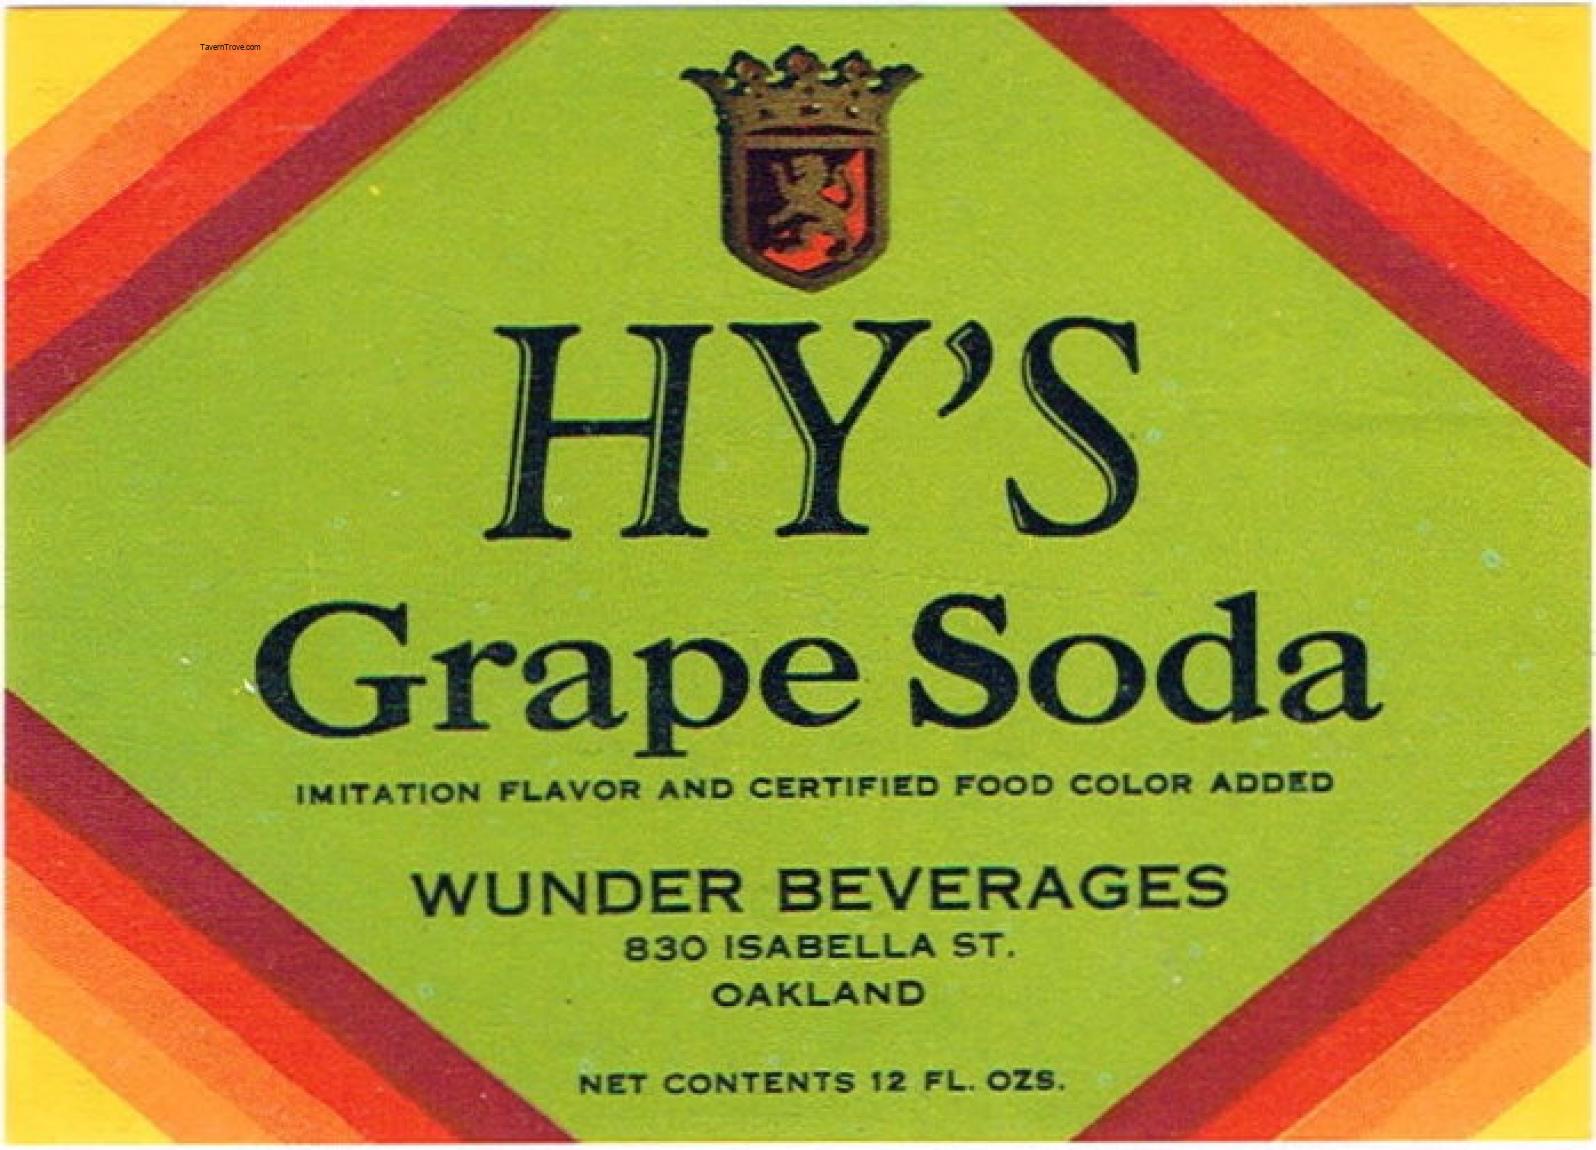 TavernTrove.com
HY'S
Grape Soda
IMITATION FLAVOR AND CERTIFIED FOOD COLOR ADDED
WUNDER BEVERAGES
830 ISABELLA ST.
OAKLAND
NET CONTENTS 12 FL. OZS.